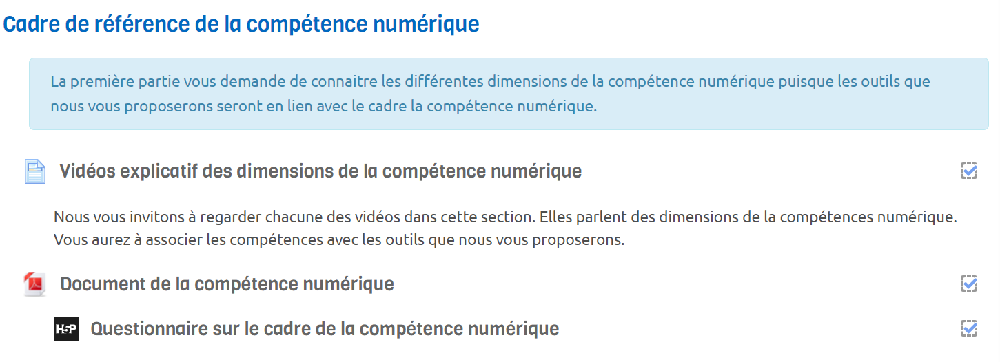 Cadre de référence de la compétence numérique
La première partie vous demande de connaitre les différentes dimensions de la compétence numérique puisque les outils que
nous vous proposerons seront en lien avec le cadre la compétence numérique.
Vidéos explicatif des dimensions de la compétence numérique
Nous vous invitons à regarder chacune des vidéos dans cette section. Elles parlent des dimensions de la compétences numérique.
Vous aurez à associer les compétences avec les outils que nous vous proposerons.
Document de la compétence numérique
H5P Questionnaire sur le cadre de la compétence numérique